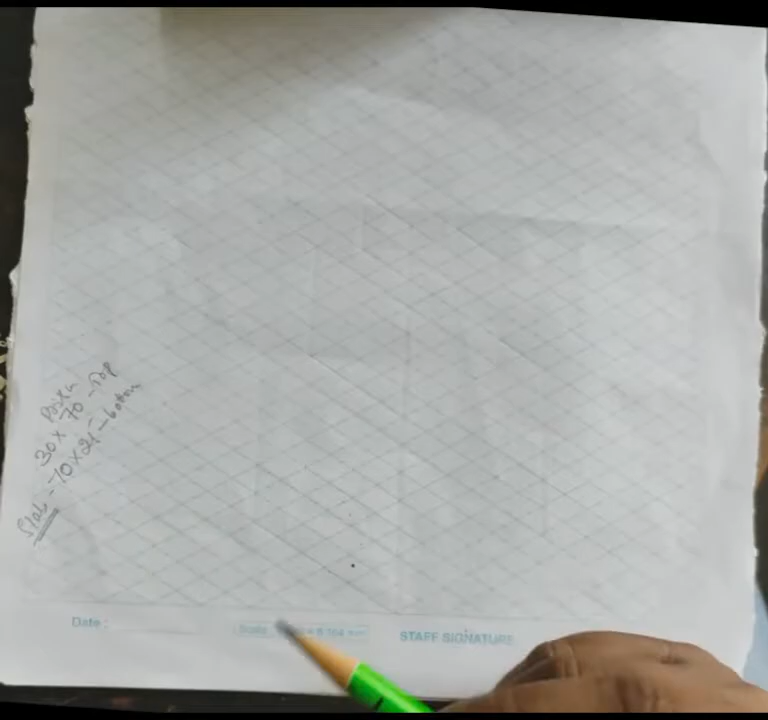 30 x 70 - Top
Slab - 70 x 21 - bottom
Date :
Scale
STAFF SIGNATURE